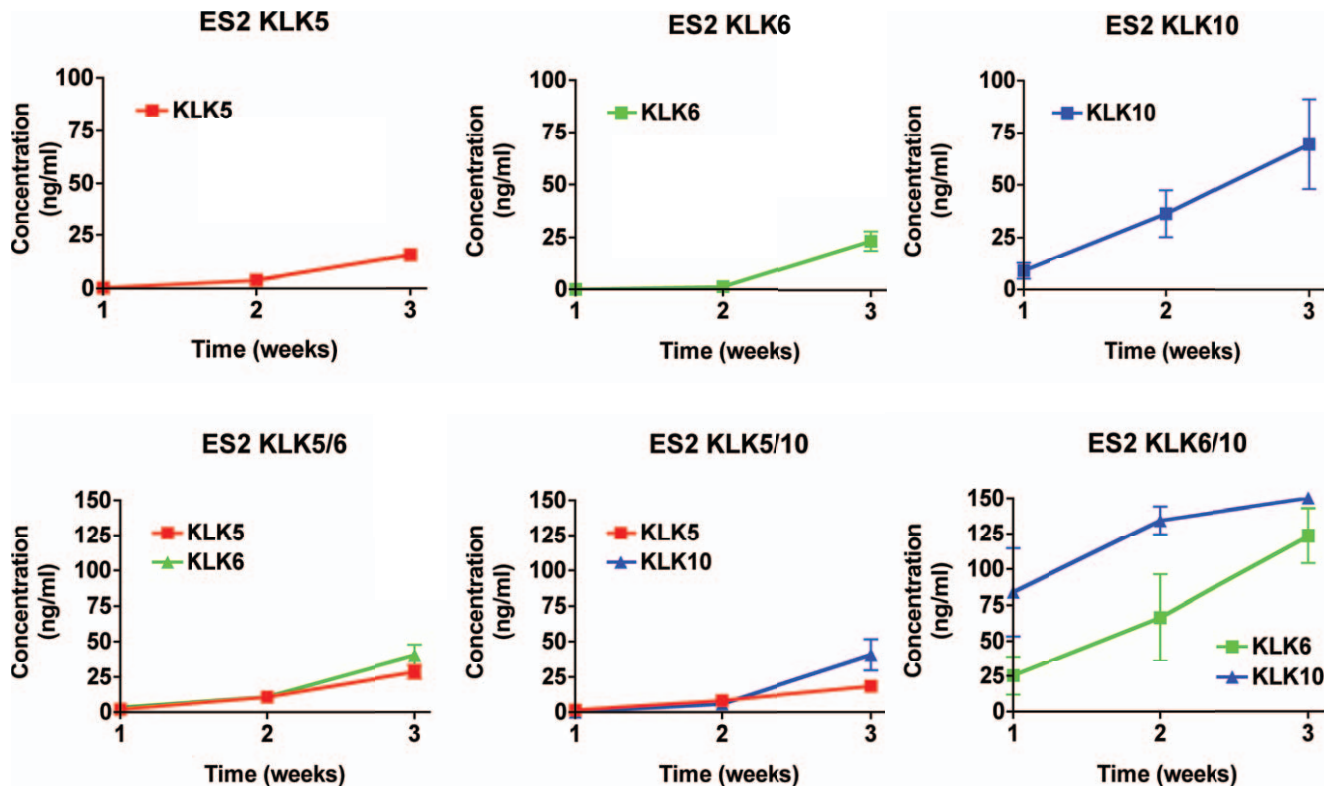 ES2 KLK5
ES2 KLK6
ES2 KLK10
Concentration
(ng/ml)
100
75
50
25
0
KLK5
1 2 3
Time (weeks)
Concentration
(ng/ml)
100
75
50
25
0
KLK6
1 2 3
Time (weeks)
Concentration
(ng/ml)
100
75
50
25
0
KLK10
1 2 3
Time (weeks)
ES2 KLK5/6
ES2 KLK5/10
ES2 KLK6/10
Concentration
(ng/ml)
150
125
100
75
50
25
0
KLK5
KLK6
1 2 3
Time (weeks)
Concentration
(ng/ml)
150
125
100
75
50
25
0
KLK5
KLK10
1 2 3
Time (weeks)
Concentration
(ng/ml)
150
125
100
75
50
25
0
KLK6
KLK10
1 2 3
Time (weeks)